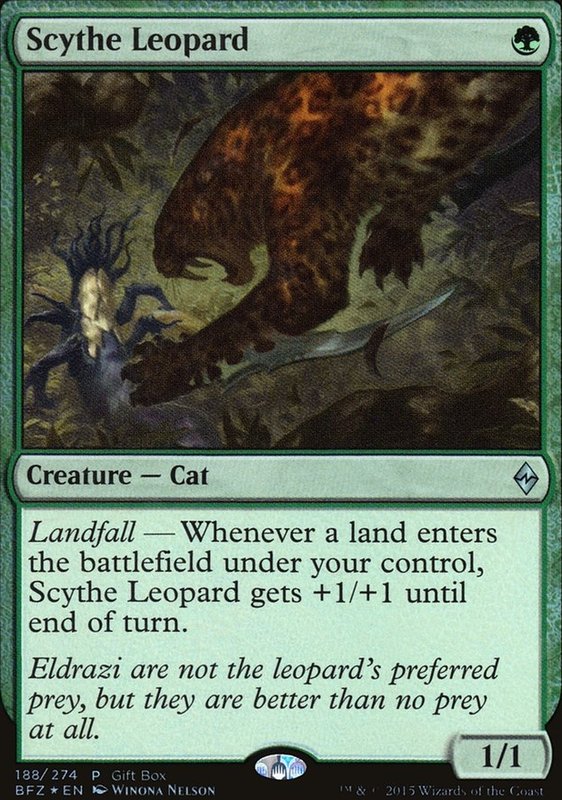 Scythe Leopard
Creature — Cat
Landfall — Whenever a land enters
the battlefield under your control,
Scythe Leopard gets +1/+1 until
end of turn.
Eldrazi are not the leopard's preferred
prey, but they are better than no prey
at all.
1/1
188/274 P Gift Box
BFZ ★ EN Winona Nelson
™ & © 2015 Wizards of the Coast